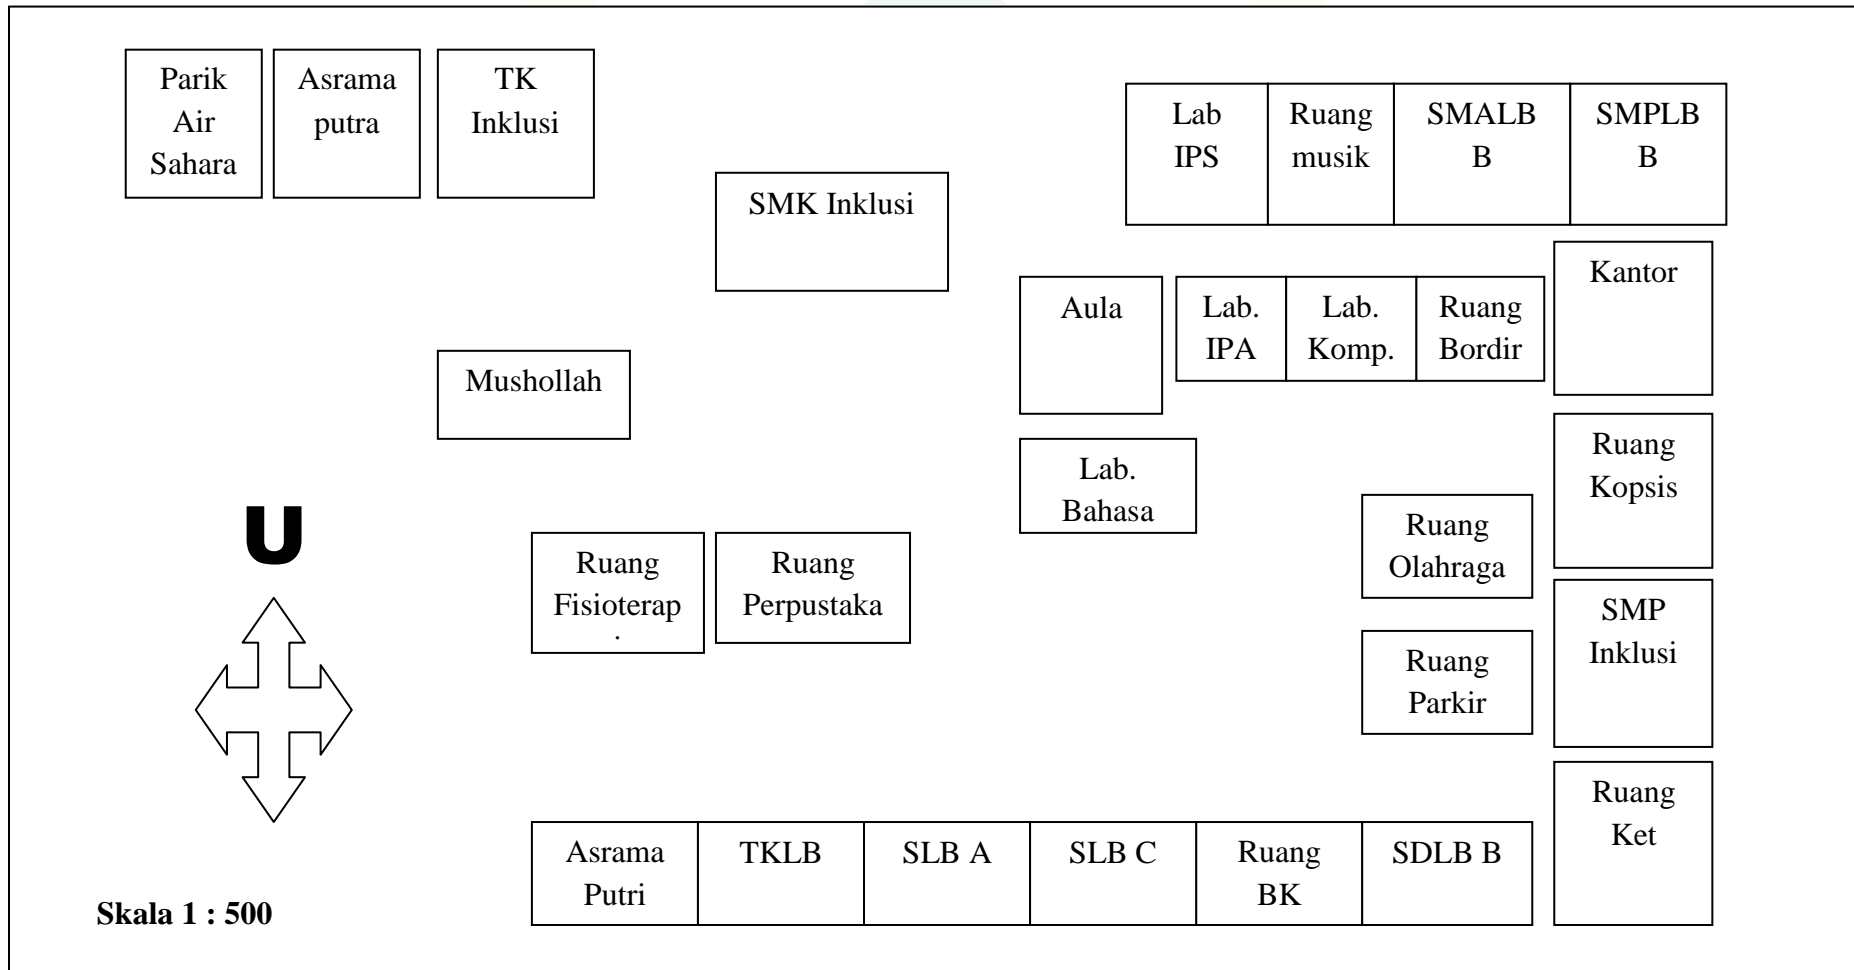 Parik
Air
Sahara
Asrama
putra
TK
Inklusi
SMK Inklusi
Lab
IPS
Ruang
musik
SMALB
B
SMPLB
B
Kantor
Aula
Lab.
IPA
Lab.
Komp.
Ruang
Bordir
Mushollah
Lab.
Bahasa
Ruang
Kopsis
Ruang
Olahraga
U
Ruang
Fisioterap
Ruang
Perpustaka
SMP
Inklusi
Ruang
Parkir
Ruang
Ket
Asrama
Putri
TKLB
SLB A
SLB C
Ruang
BK
SDLB B
Skala 1 : 500